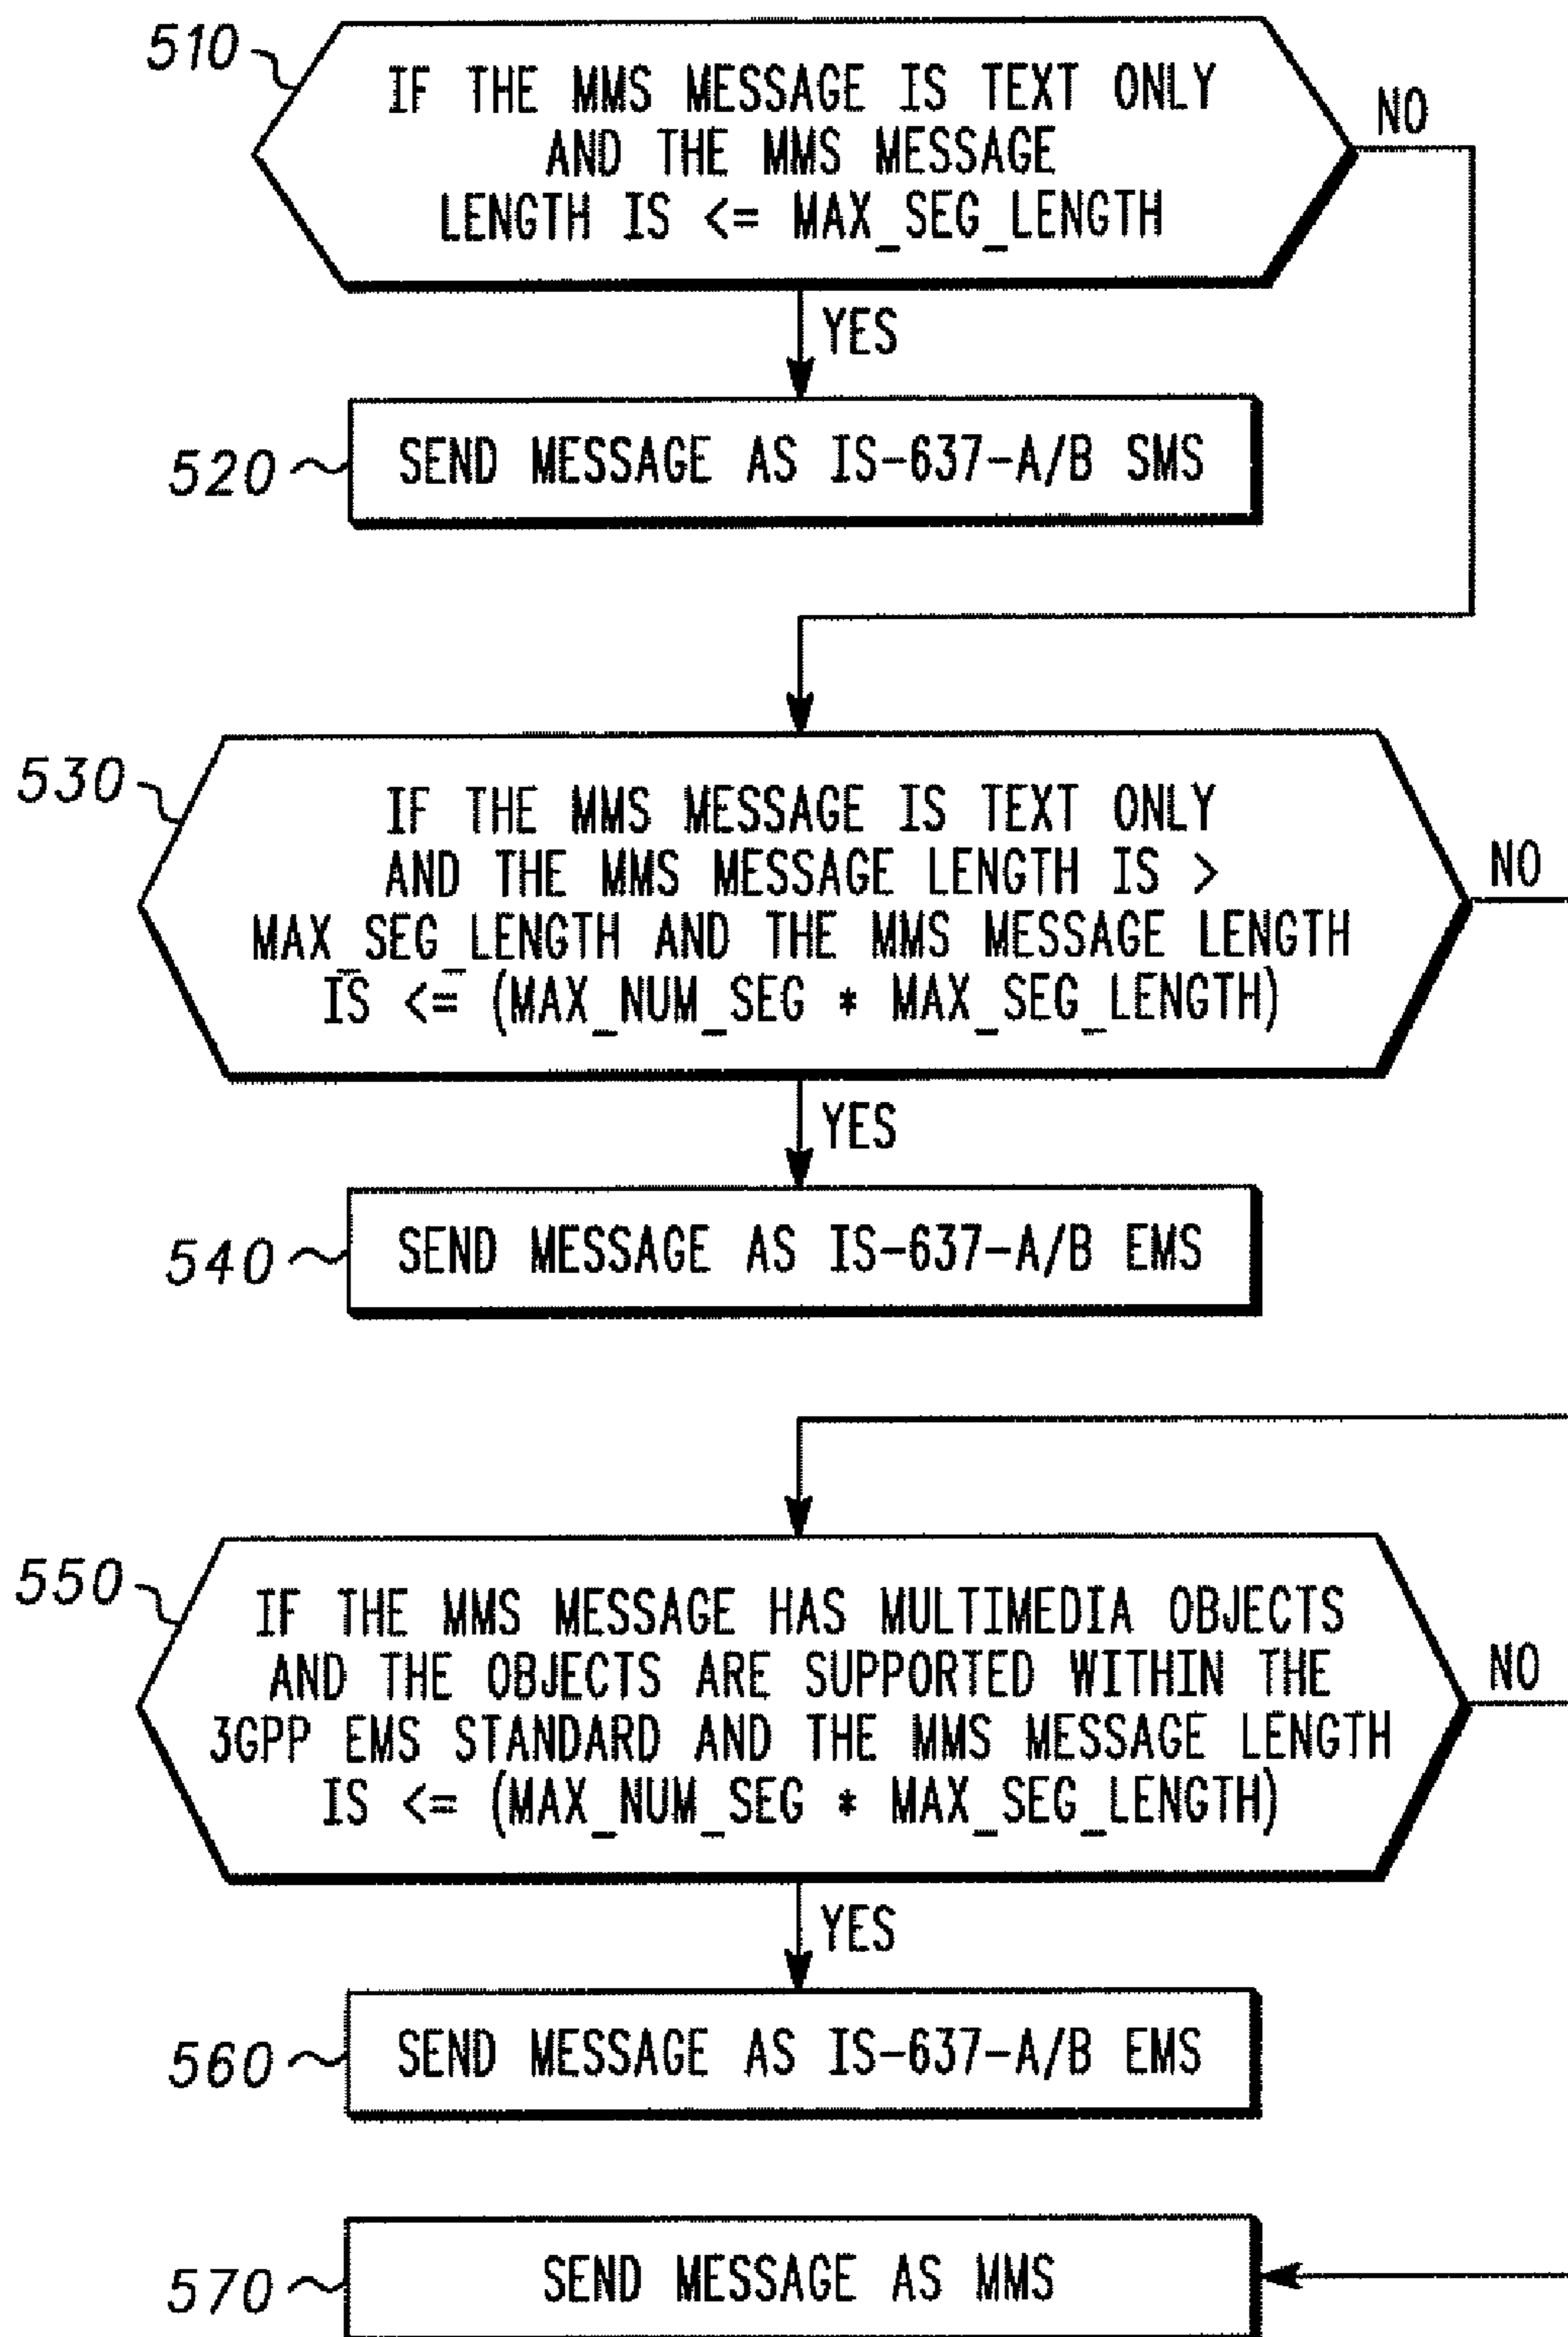 510
IF THE MMS MESSAGE IS TEXT ONLY
AND THE MMS MESSAGE
LENGTH IS <= MAX_SEG_LENGTH
NO
YES
520
SEND MESSAGE AS IS-637-A/B SMS
530
IF THE MMS MESSAGE IS TEXT ONLY
AND THE MMS MESSAGE LENGTH IS >
MAX_SEG_LENGTH AND THE MMS MESSAGE LENGTH
IS <= (MAX_NUM_SEG * MAX_SEG_LENGTH)
NO
YES
540
SEND MESSAGE AS IS-637-A/B EMS
550
IF THE MMS MESSAGE HAS MULTIMEDIA OBJECTS
AND THE OBJECTS ARE SUPPORTED WITHIN THE
3GPP EMS STANDARD AND THE MMS MESSAGE LENGTH
IS <= (MAX_NUM_SEG * MAX_SEG_LENGTH)
NO
YES
560
SEND MESSAGE AS IS-637-A/B EMS
570
SEND MESSAGE AS MMS